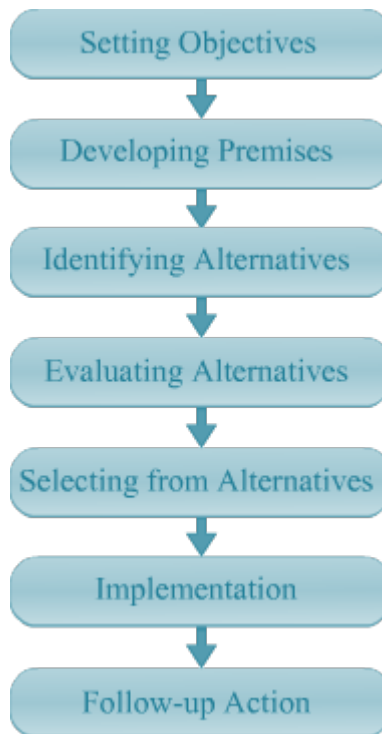 Setting Objectives
Developing Premises
Identifying Alternatives
Evaluating Alternatives
Selecting from Alternatives
Implementation
Follow-up Action